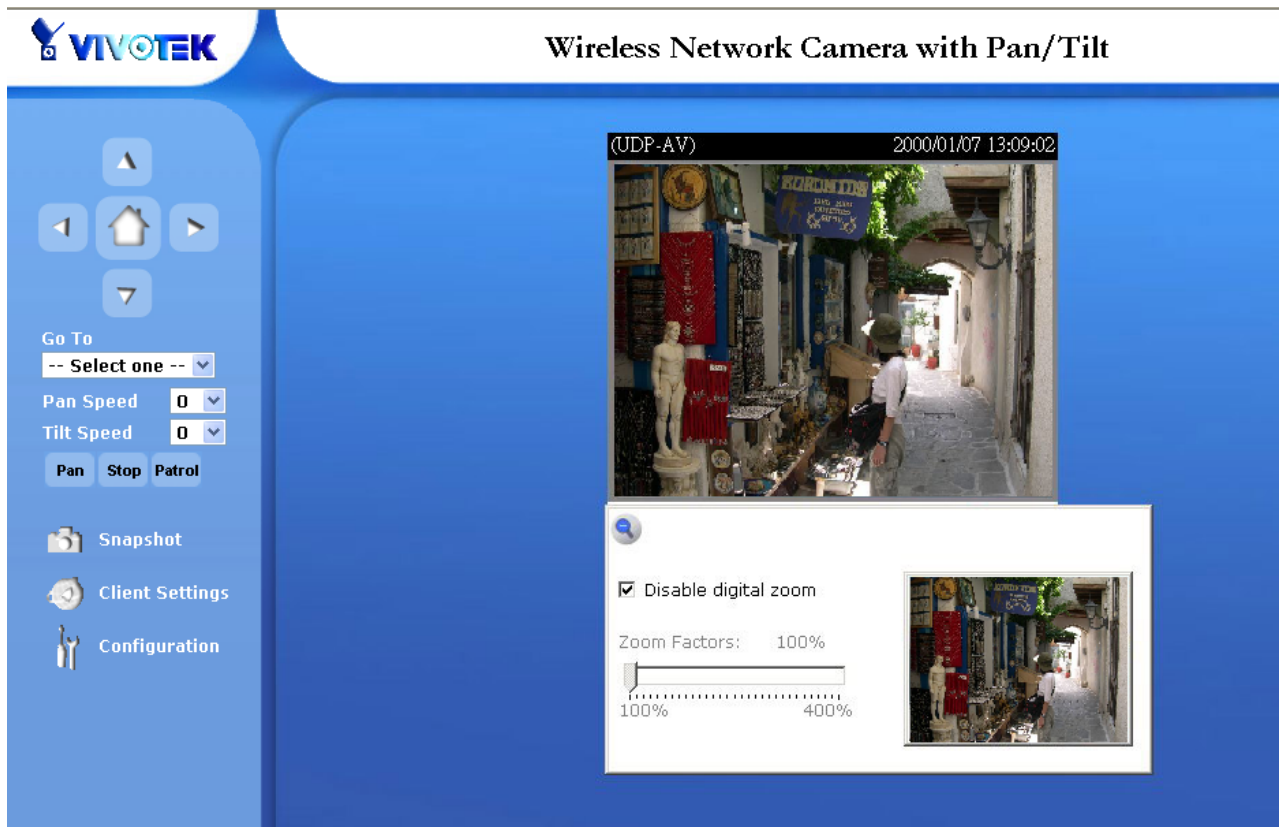 VIVOTEK
Wireless Network Camera with Pan/Tilt
(UDP-AV) 2000/01/07 13:09:02
Go To
-- Select one --
Pan Speed 0
Tilt Speed 0
Pan Stop Patrol
Snapshot
Client Settings
Configuration
Disable digital zoom
Zoom Factors: 100%
100% 400%